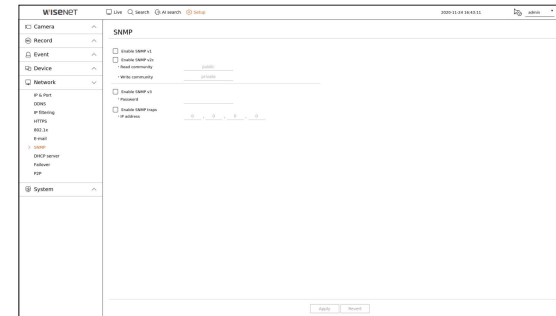 WISENET
Live Search AI search Setup
2020-11-24 16:43:11
admin
Camera
Record
Event
Device
Network
IP & Port
DDNS
IP filtering
HTTPS
802.1x
E-mail
SNMP
DHCP server
Failover
P2P
System
SNMP
Enable SNMP v1
Enable SNMP v2c
Read community public
Write community private
Enable SNMP v3
Password
Enable SNMP traps
IP address 0 . 0 . 0 . 0
Apply Revert